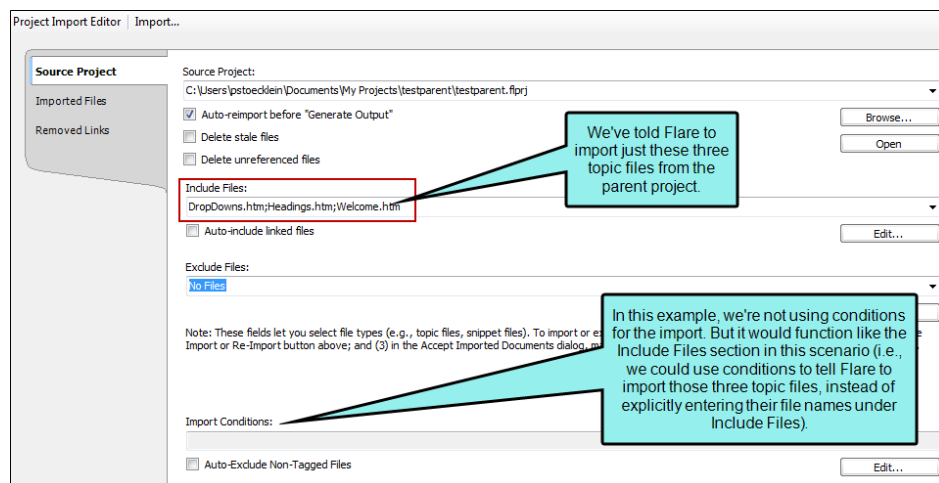 Project Import Editor | Import...
Source Project
Imported Files
Removed Links
Source Project:
C:\Users\pstoecklein\Documents\My Projects\testparent\testparent.flprj
Auto-reimport before "Generate Output"
Browse...
Delete stale files
Open
Delete unreferenced files
We've told Flare to
import just these three
topic files from the
parent project.
Include Files:
DropDowns.htm;Headings.htm;Welcome.htm
Auto-include linked files
Edit...
Exclude Files:
No Files
Note: These fields let you select file types (e.g., topic files, snippet files). To import or
Import or Re-Import button above; and (3) in the Accept Imported Documents dialog,
In this example, we're not using conditions
for the import. But it would function like the
Include Files section in this scenario (i.e.,
we could use conditions to tell Flare to
import those three topic files, instead of
explicitly entering their file names under
Include Files).
Import Conditions:
Auto-Exclude Non-Tagged Files
Edit...